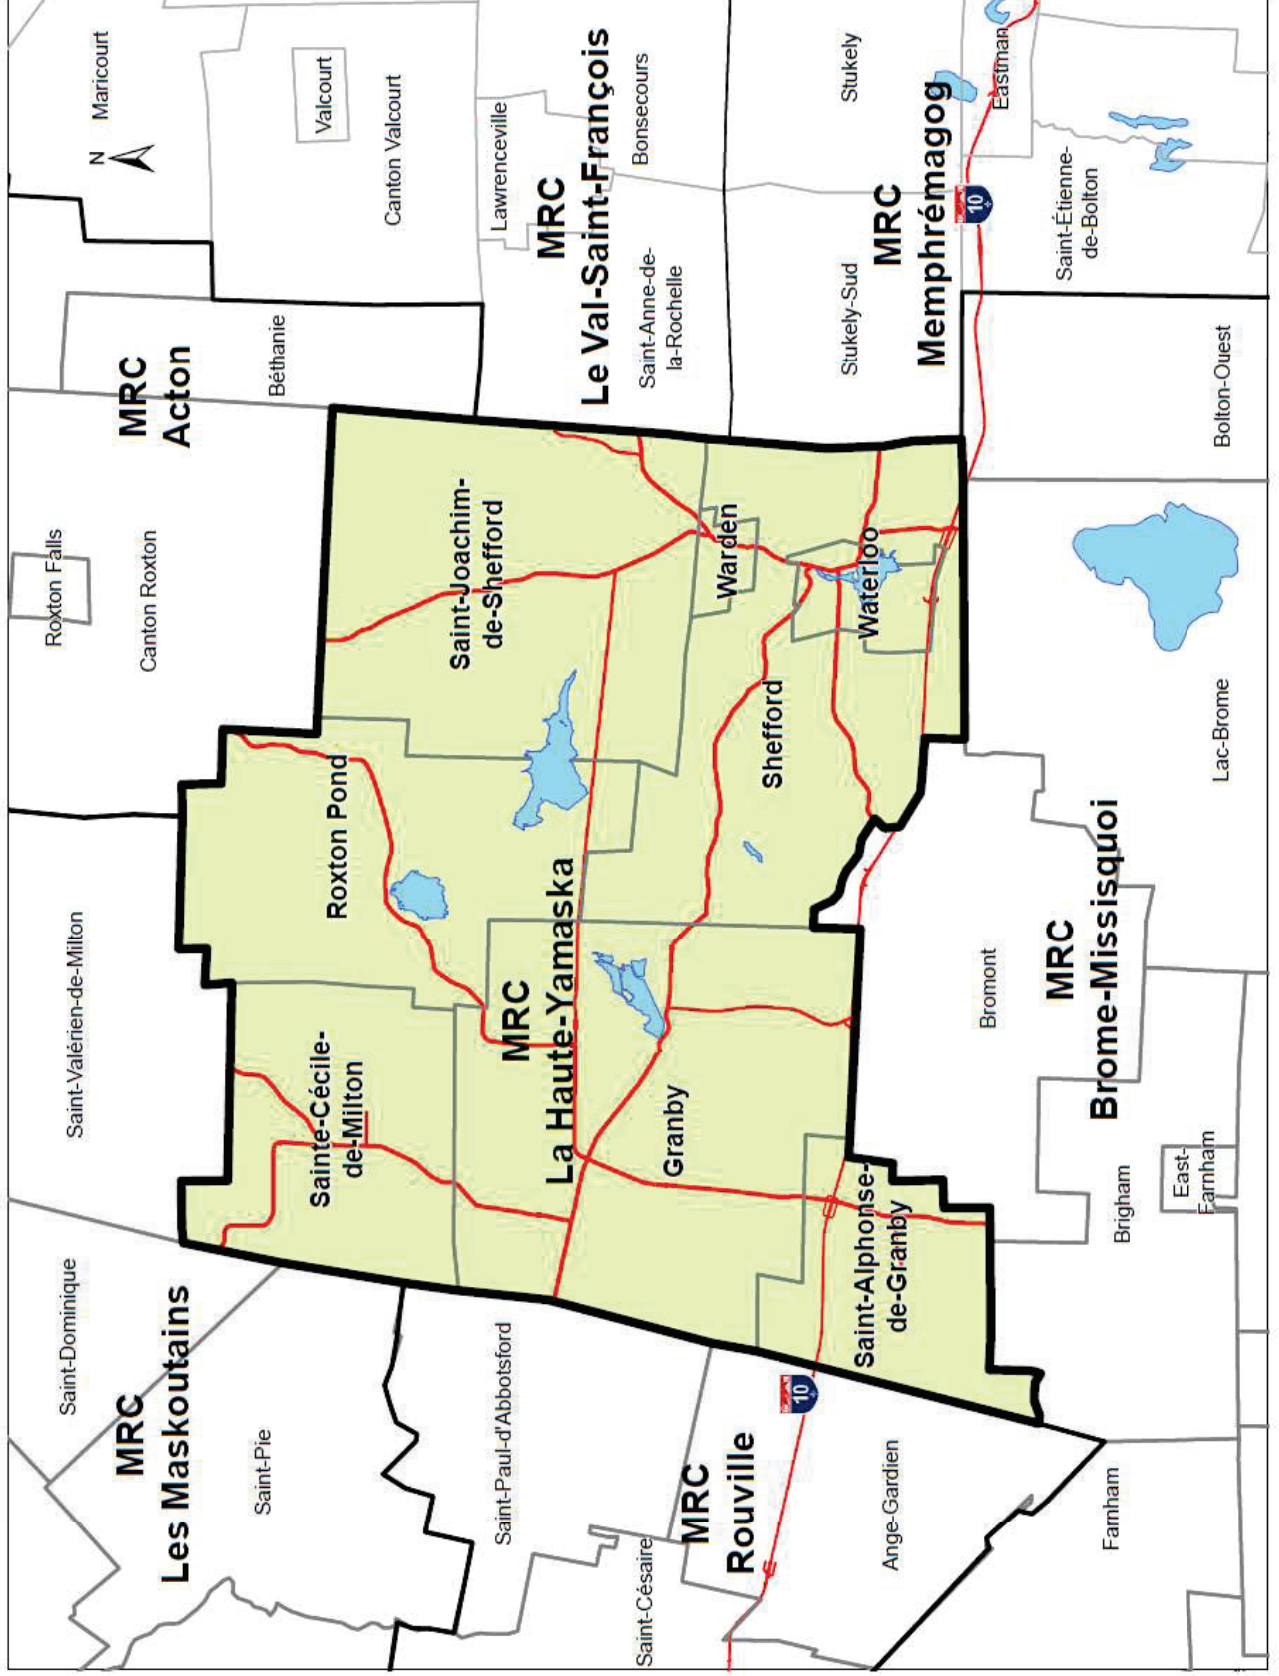 Saint-Dominique
Saint-Valérien-de-Milton
Roxton Falls
Maricourt
N
MRC
Les Maskoutains
Canton Roxton
MRC
Acton
Saint-Pie
Béthanie
Valcourt
Sainte-Cécile-
de-Milton
Roxton Pond
Canton Valcourt
Saint-Paul-d'Abbotsford
Saint-Joachim-
de-Shefford
Lawrenceville
MRC
La Haute-Yamaska
MRC
Le Val-Saint-François
Saint-Césaire
Saint-Anne-de-
la-Rochelle
Bonsecours
Granby
MRC
Rouville
Warden
Shefford
10
Ange-Gardien
Saint-Alphonse-
de-Granby
Waterloo
Stukely-Sud
Stukely
MRC
Memphrémagog
10
Bromont
Eastman
MRC
Brome-Missisquoi
Saint-Étienne-
de-Bolton
Farnham
Brigham
East-
Farnham
Lac-Brome
Bolton-Ouest